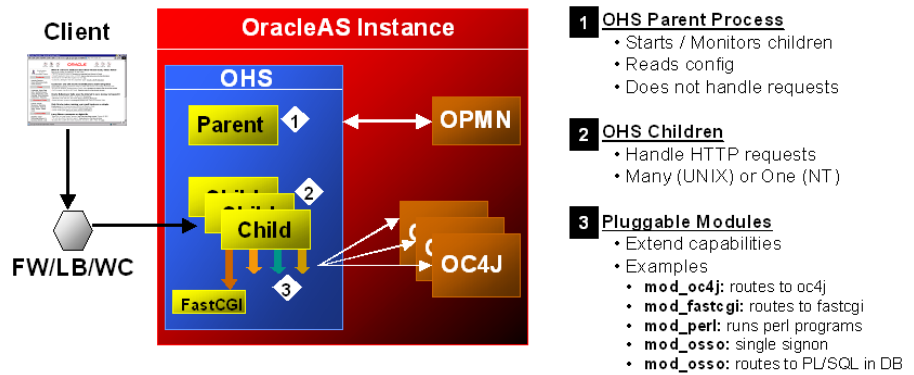 Client
OracleAS Instance
OHS
Parent
1
OPMN
Child
Child
Child
2
3
FastCGI
OC4J
FW/LB/WC
1 OHS Parent Process
• Starts / Monitors children
• Reads config
• Does not handle requests
2 OHS Children
• Handle HTTP requests
• Many (UNIX) or One (NT)
3 Pluggable Modules
• Extend capabilities
• Examples
• mod_oc4j: routes to oc4j
• mod_fastcgi: routes to fastcgi
• mod_perl: runs perl programs
• mod_osso: single signon
• mod_osso: routes to PL/SQL in DB